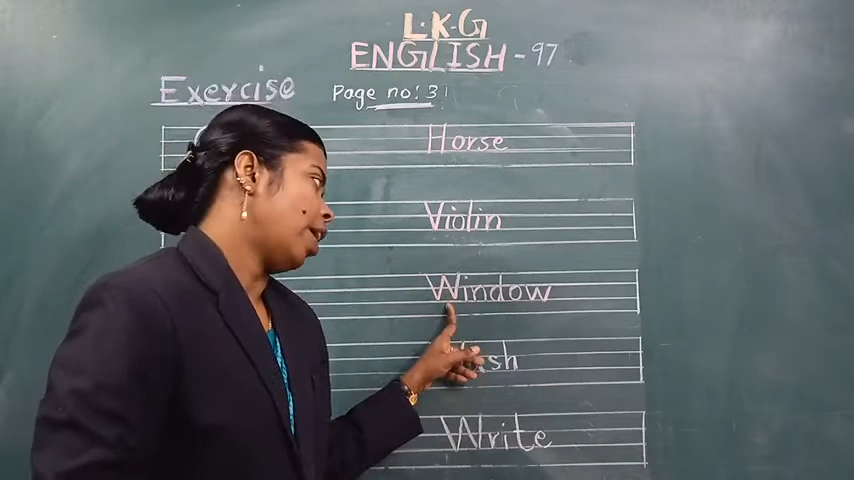 L.K.G
ENGLISH - 97
Exercise
Page no: 31
Horse
Violin
Window
Write